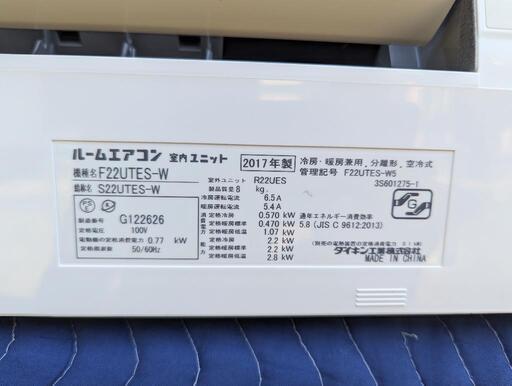 ルームエアコン 室内ユニット 2017年製 冷房・暖房兼用, 分離形, 空冷式
機種名 F22UTES-W 管理記号 F22UTES-W5
銘称名 S22UTES-W 3S601275-1
室外ユニット R22UES
製品質量 8 kg
冷房運転電流 6.5A
暖房運転電流 5.4A
製造番号 G122626
定格電圧 100V
電動機の定格消費電力 0.77 kW
定格周波数 50/60Hz
定格冷房 0.570 kW
定格暖房標準 0.470 kW
定格暖房低温 1.07 kW
定格冷房 2.2 kW
定格暖房標準 2.2 kW
定格暖房低温 2.8 kW
通年エネルギー消費効率
5.8 (JIS C 9612:2013)
ダイキン工業株式会社
MADE IN CHINA
PS
E